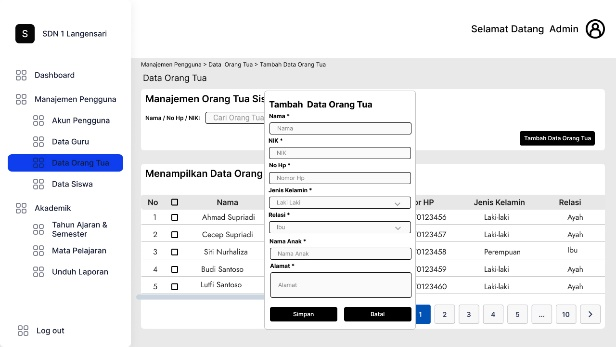 S SDN 1 Langensari
Selamat Datang Admin
Dashboard
Manajemen Pengguna
Akun Pengguna
Data Guru
Data Orang Tua
Data Siswa
Akademik
Tahun Ajaran &
Semester
Mata Pelajaran
Unduh Laporan
Log out
Manajemen Pengguna > Data Orang Tua > Tambah Data Orang Tua
Data Orang Tua
Manajemen Orang Tua Sis
Nama / No Hp / NIK: Cari Orang Tua
Tambah Data Orang Tua
Menampilkan Data Orang
No Nama or HP Jenis Kelamin Relasi
1 Ahmad Supriadi 0123456 Laki-laki Ayah
2 Cecep Supriadi 0123457 Laki-laki Ayah
3 Siti Nurhaliza 0123458 Perempuan Ibu
4 Budi Santoso 0123459 Laki-laki Ayah
5 Lutfi Santoso 0123460 Laki-laki Ayah
1 2 3 4 5 ... 10 >
Tambah Data Orang Tua
Nama *
Nama
NIK *
NIK
No Hp *
Nomor Hp
Jenis Kelamin *
Laki Laki
Relasi *
Ibu
Nama Anak *
Nama Anak
Alamat *
Alamat
Simpan Batal